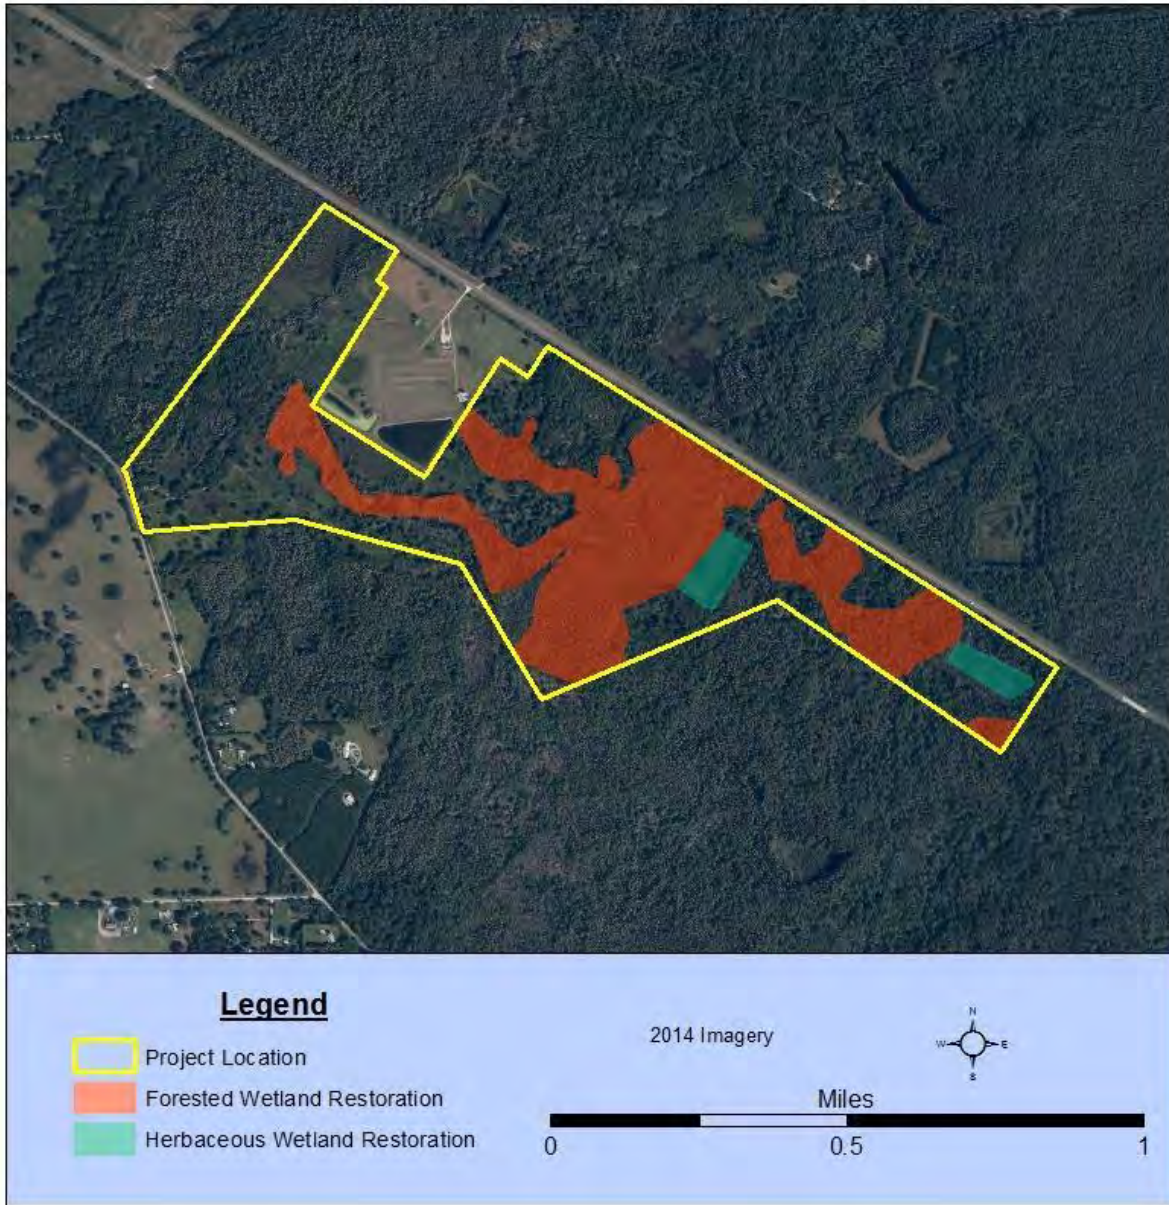 Legend
Project Location
Forested Wetland Restoration
Herbaceous Wetland Restoration
2014 Imagery
N
W E
S
Miles
0 0.5 1